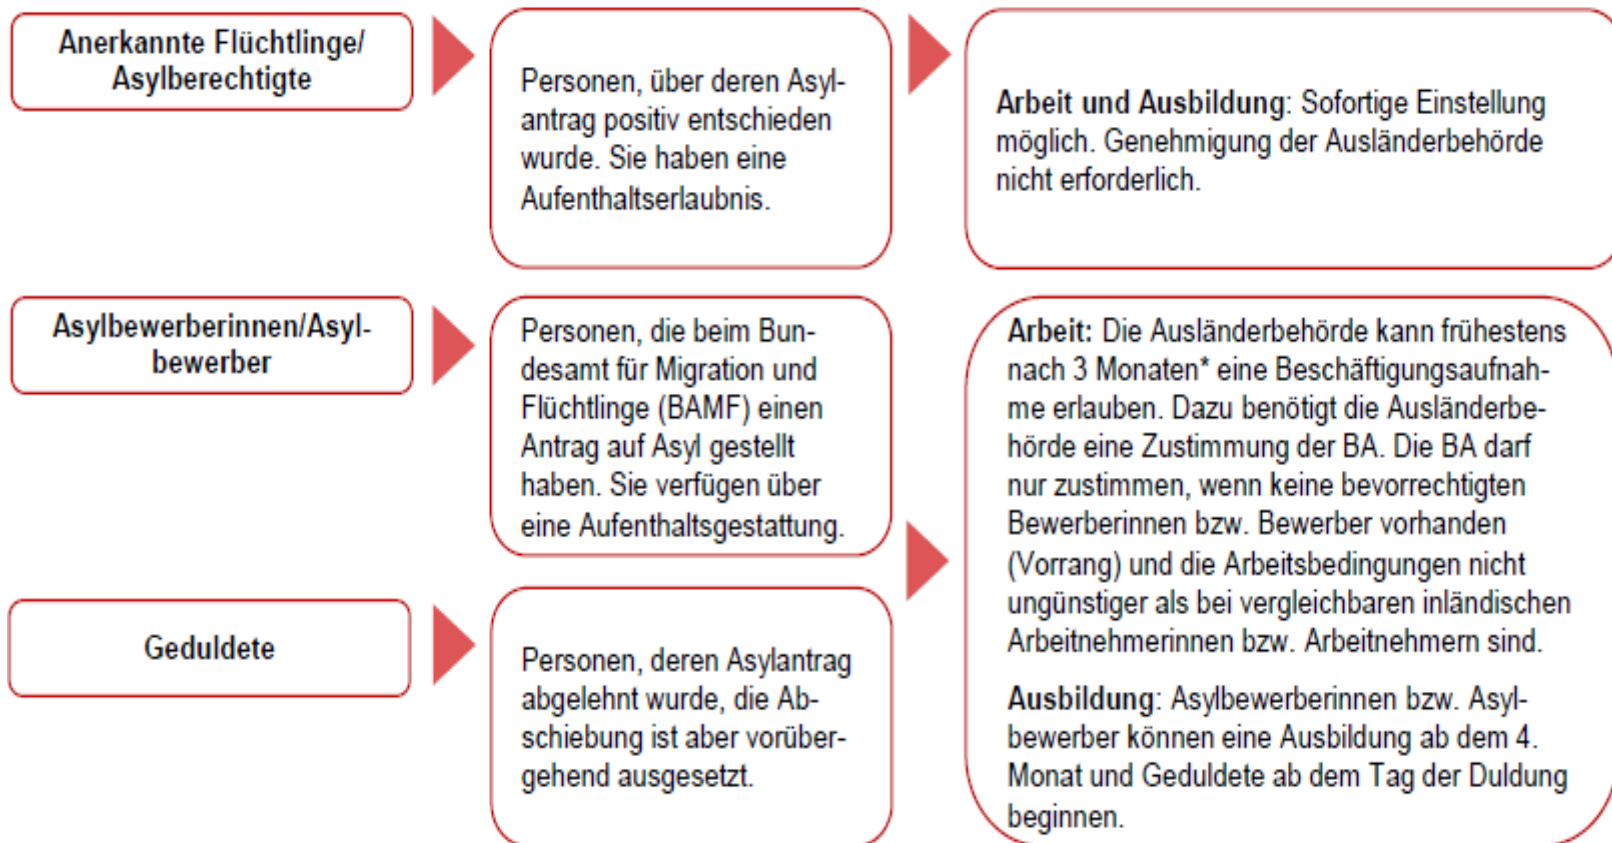 Anerkannte Flüchtlinge/
Asylberechtigte
Personen, über deren Asyl-
antrag positiv entschieden
wurde. Sie haben eine
Aufenthaltserlaubnis.
Arbeit und Ausbildung: Sofortige Einstellung
möglich. Genehmigung der Ausländerbehörde
nicht erforderlich.
Asylbewerberinnen/Asyl-
bewerber
Personen, die beim Bun-
desamt für Migration und
Flüchtlinge (BAMF) einen
Antrag auf Asyl gestellt
haben. Sie verfügen über
eine Aufenthaltsgestattung.
Geduldete
Personen, deren Asylantrag
abgelehnt wurde, die Ab-
schiebung ist aber vorüber-
gehend ausgesetzt.
Arbeit: Die Ausländerbehörde kann frühestens
nach 3 Monaten* eine Beschäftigungsaufnah-
me erlauben. Dazu benötigt die Ausländerbe-
hörde eine Zustimmung der BA. Die BA darf
nur zustimmen, wenn keine bevorrechtigten
Bewerberinnen bzw. Bewerber vorhanden
(Vorrang) und die Arbeitsbedingungen nicht
ungünstiger als bei vergleichbaren inländischen
Arbeitnehmerinnen bzw. Arbeitnehmern sind.
Ausbildung: Asylbewerberinnen bzw. Asyl-
bewerber können eine Ausbildung ab dem 4.
Monat und Geduldete ab dem Tag der Duldung
beginnen.